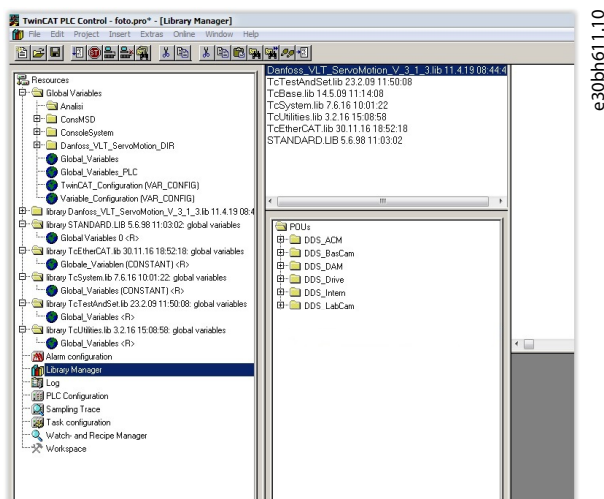 TwinCAT PLC Control - foto.pro* - [Library Manager]
File Edit Project Insert Extras Online Window Help
Resources
Global Variables
Analisi
ConsMSD
ConsoleSystem
Danfoss_VLT_ServoMotion_DIR
Global_Variables
Global_Variables_PLC
TwinCAT_Configuration (VAR_CONFIG)
Variable_Configuration (VAR_CONFIG)
library Danfoss_VLT_ServoMotion_V_3_1_3.lib 11.4.19 08:4
library STANDARD.LIB 5.6.98 11:03:02: global variables
Global Variables 0 <R>
library TcEtherCAT.lib 30.11.16 18:52:18: global variables
Globale_Variablen (CONSTANT) <R>
library TcSystem.lib 7.6.16 10:01:22: global variables
Global_Variables (CONSTANT) <R>
library TcTestAndSet.lib 23.2.09 11:50:08: global variables
Global_Variables <R>
library TcUtilities.lib 3.2.16 15:08:58: global variables
Global_Variables <R>
Alarm configuration
Library Manager
Log
PLC Configuration
Sampling Trace
Task configuration
Watch- and Recipe Manager
Workspace
Danfoss_VLT_ServoMotion_V_3_1_3.lib 11.4.19 08:44:4
TcTestAndSet.lib 23.2.09 11:50:08
TcBase.lib 14.5.09 11:14:08
TcSystem.lib 7.6.16 10:01:22
TcUtilities.lib 3.2.16 15:08:58
TcEtherCAT.lib 30.11.16 18:52:18
STANDARD.LIB 5.6.98 11:03:02
POUs
DDS_ACM
DDS_BasCam
DDS_DAM
DDS_Drive
DDS_Intern
DDS_LabCam
e30bh611.10